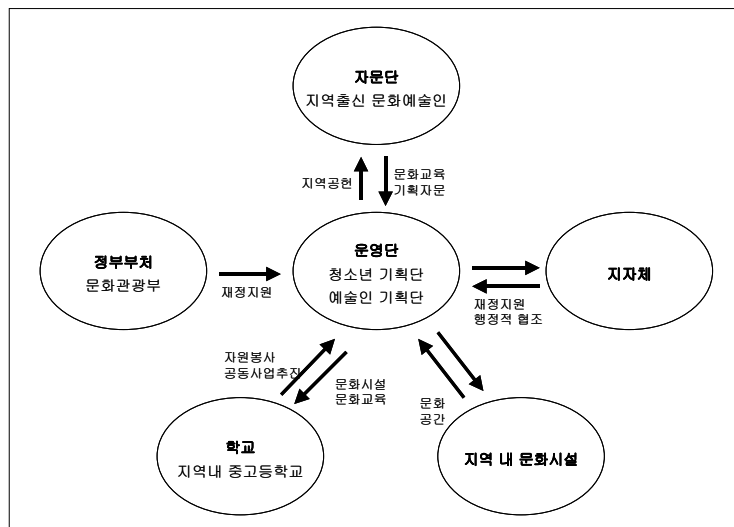 자문단
지역출신 문화예술인
지역공헌
문화교육
기획자문
정부부처
문화관광부
재정지원
운영단
청소년 기획단
예술인 기획단
지자체
재정지원
행정적 협조
자원봉사
공동사업추진
문화시설
문화교육
문화
공간
학교
지역내 중고등학교
지역 내 문화시설